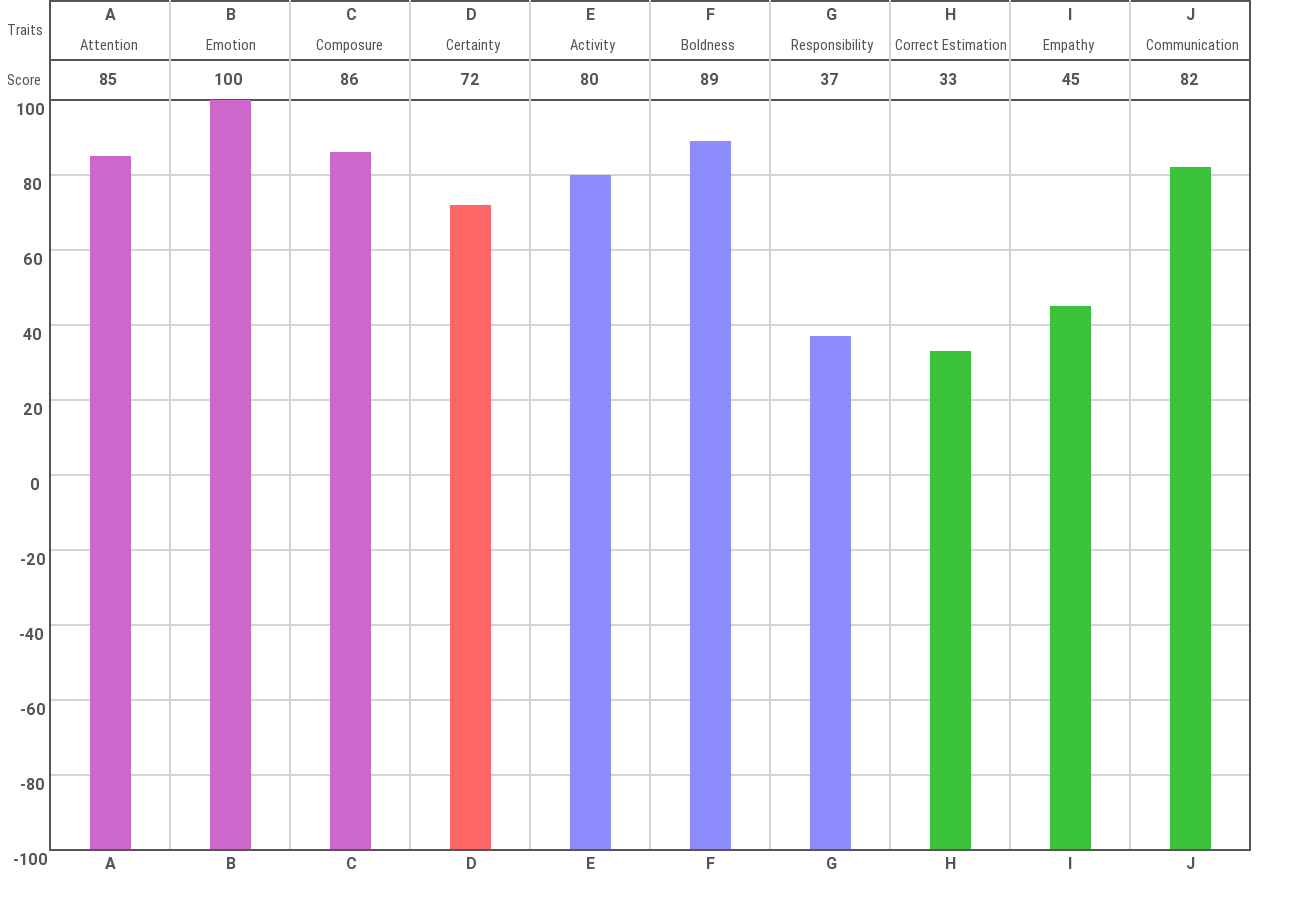 Traits A B C D E F G H I J
Attention Emotion Composure Certainty Activity Boldness Responsibility Correct Estimation Empathy Communication
Score 85 100 86 72 80 89 37 33 45 82
100
80
60
40
20
0
-20
-40
-60
-80
-100
A B C D E F G H I J